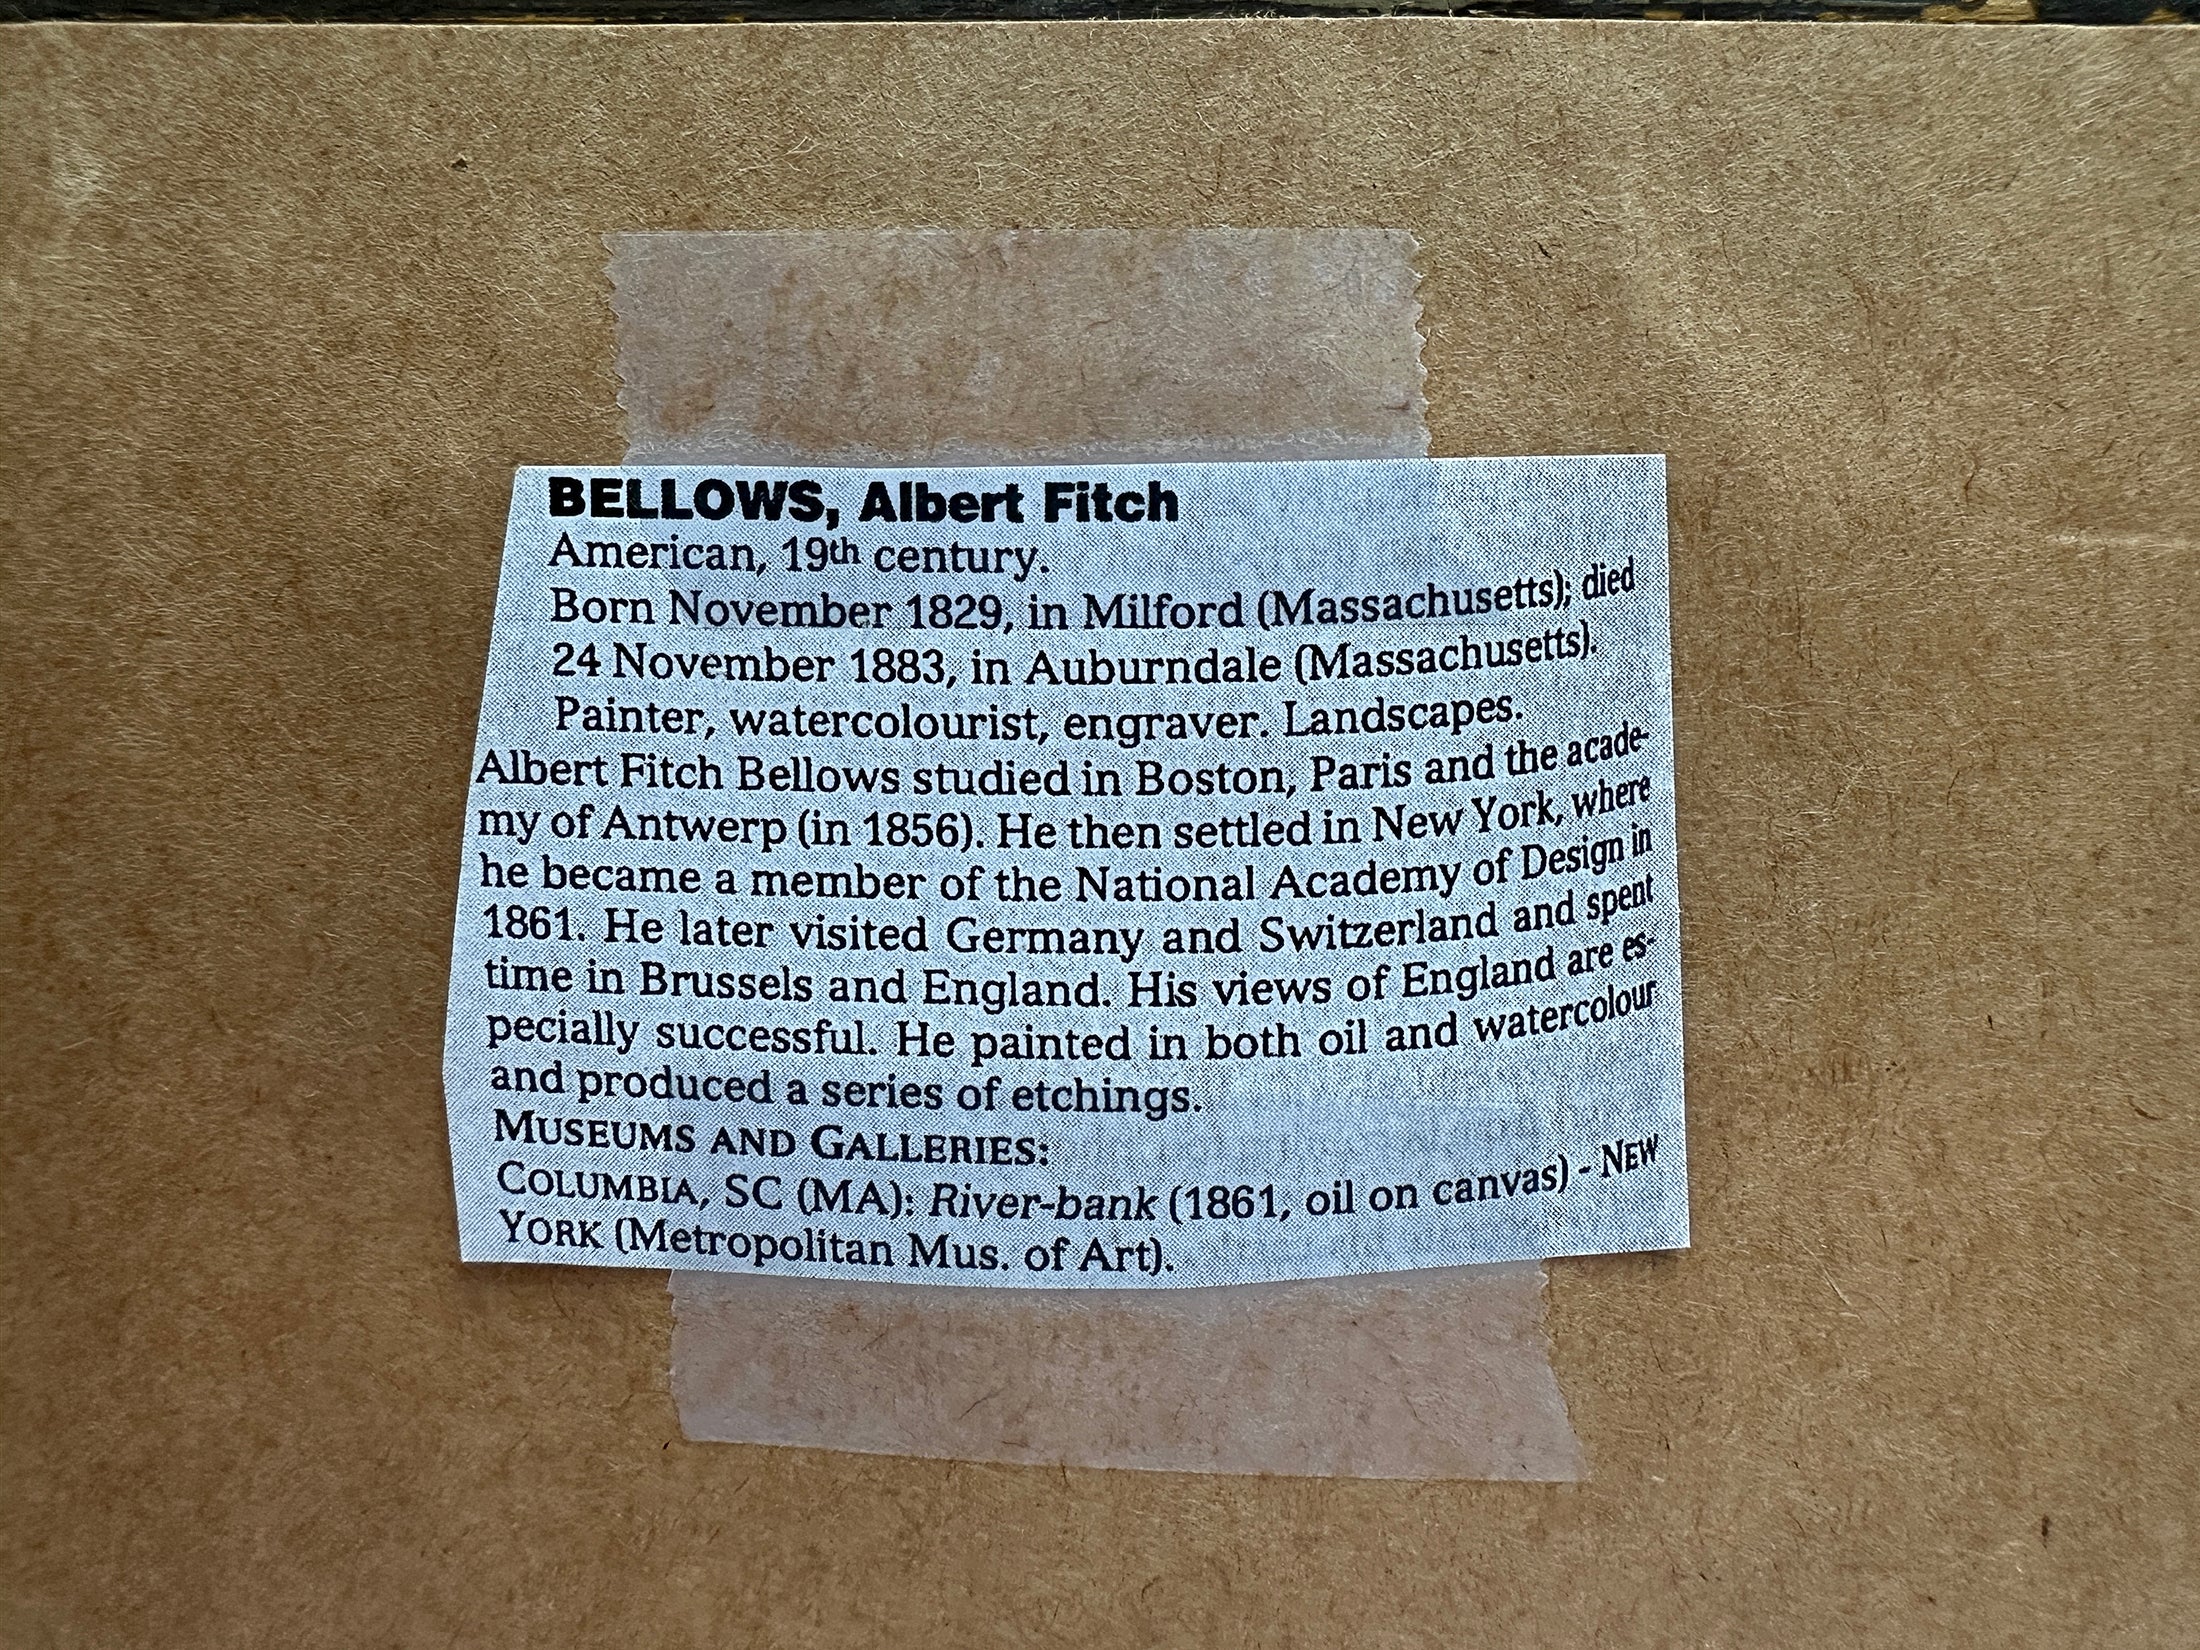 BELLOWS, Albert Fitch
American, 19th century.
Born November 1829, in Milford (Massachusetts); died
24 November 1883, in Auburndale (Massachusetts).
Painter, watercolourist, engraver. Landscapes.
Albert Fitch Bellows studied in Boston, Paris and the acade-
my of Antwerp (in 1856). He then settled in New York, where
he became a member of the National Academy of Design in
1861. He later visited Germany and Switzerland and spent
time in Brussels and England. His views of England are es-
pecially successful. He painted in both oil and watercolour
and produced a series of etchings.
MUSEUMS AND GALLERIES:
COLUMBIA, SC (MA): River-bank (1861, oil on canvas) - NEW
YORK (Metropolitan Mus. of Art).